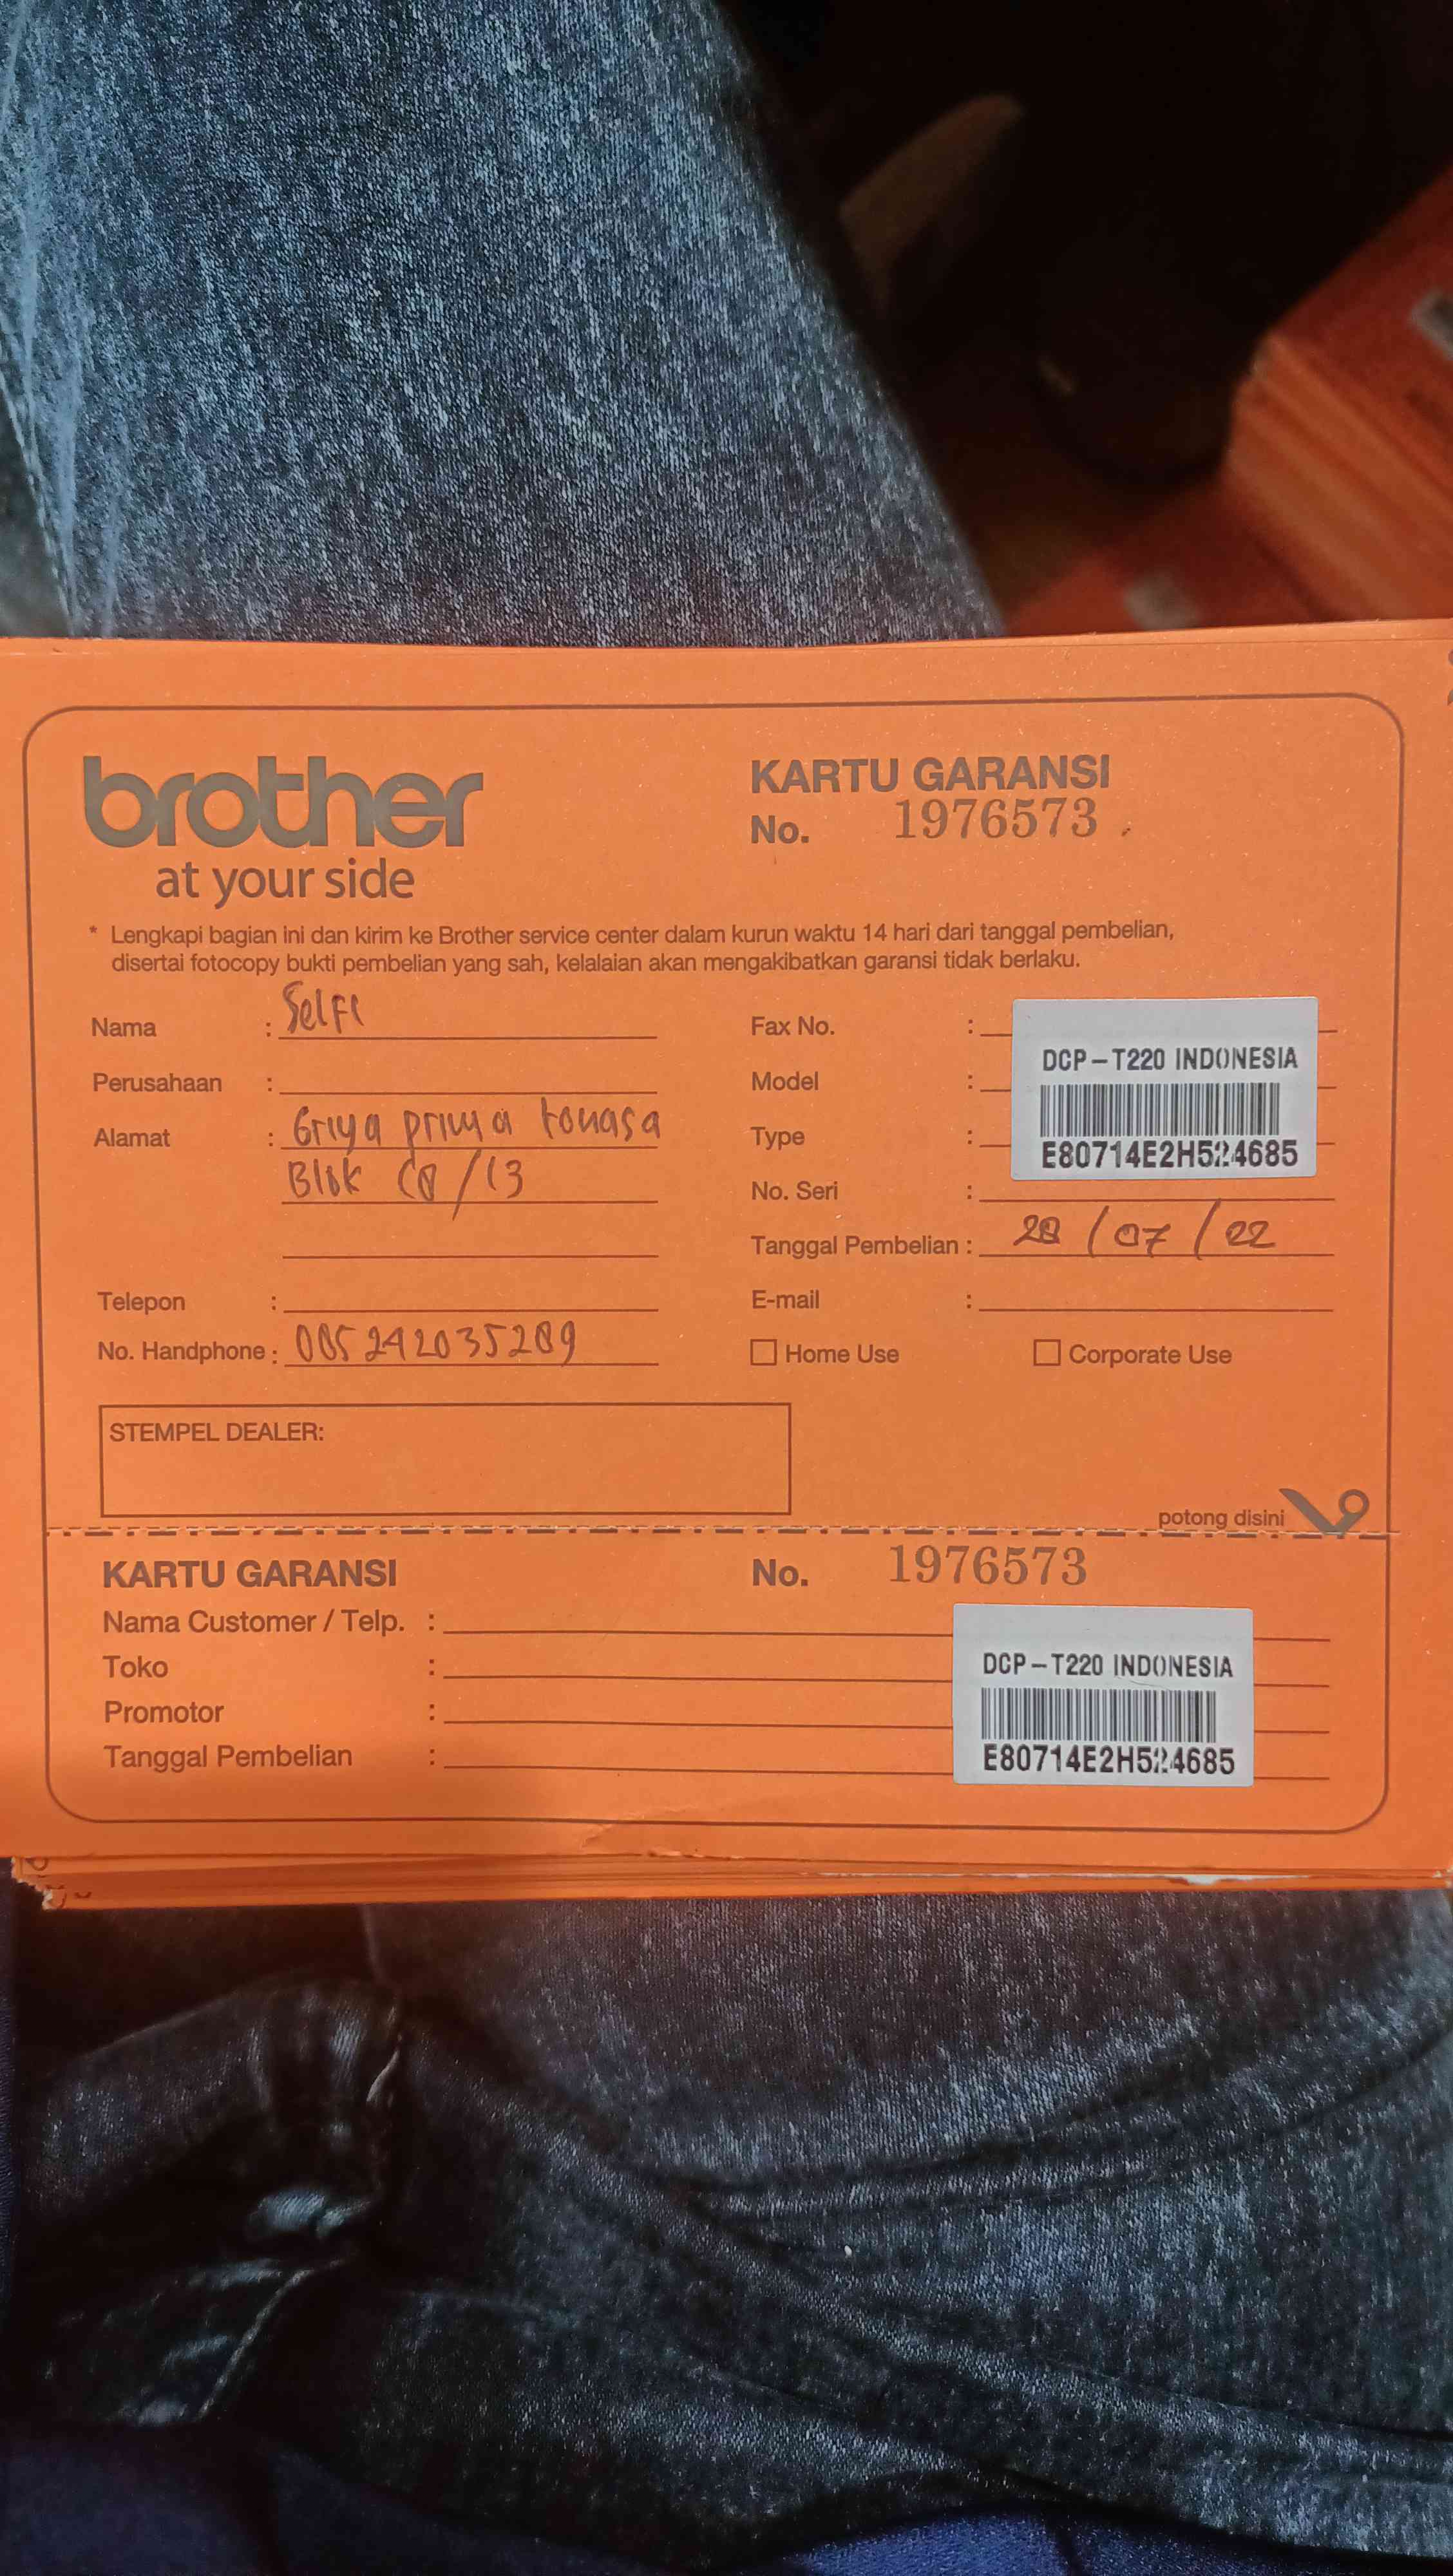 brother
at your side
KARTU GARANSI
No. 1976573
* Lengkapi bagian ini dan kirim ke Brother service center dalam kurun waktu 14 hari dari tanggal pembelian,
disertai fotocopy bukti pembelian yang sah, kelalaian akan mengakibatkan garansi tidak berlaku.
Nama : Selfi
Perusahaan :
Alamat : Griya prima tonasa
Blok C8/13
Telepon :
No. Handphone : 085242035289
Fax No. :
Model :
Type :
No. Seri :
DCP-T220 INDONESIA
E80714E2H524685
Tanggal Pembelian : 28/07/22
E-mail :
Home Use
Corporate Use
STEMPEL DEALER:
potong disini
KARTU GARANSI
No. 1976573
Nama Customer / Telp. :
Toko :
Promotor :
Tanggal Pembelian :
DCP-T220 INDONESIA
E80714E2H524685